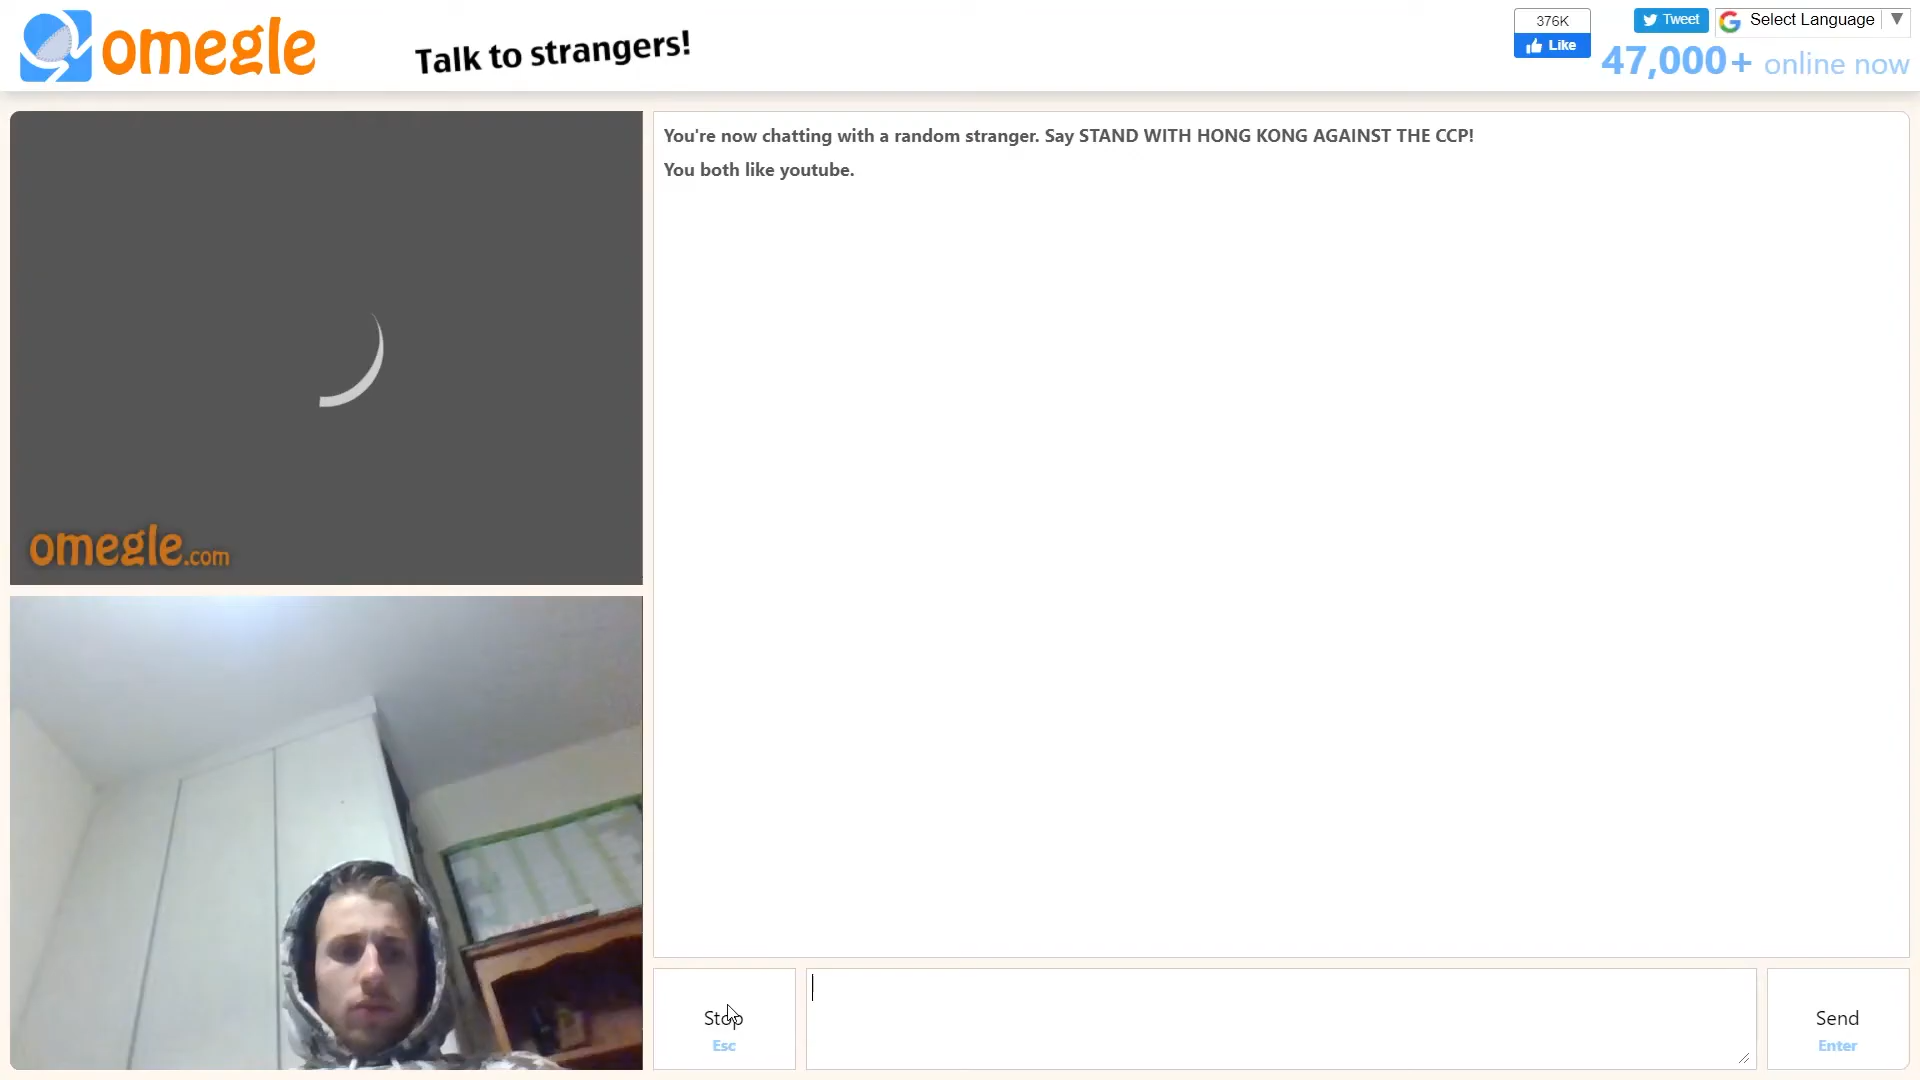 omegle
Talk to strangers!
376K
Like
Tweet
Select Language
47,000+ online now
You're now chatting with a random stranger. Say STAND WITH HONG KONG AGAINST THE CCP!
You both like youtube.
omegle.com
Stop
Esc
Send
Enter